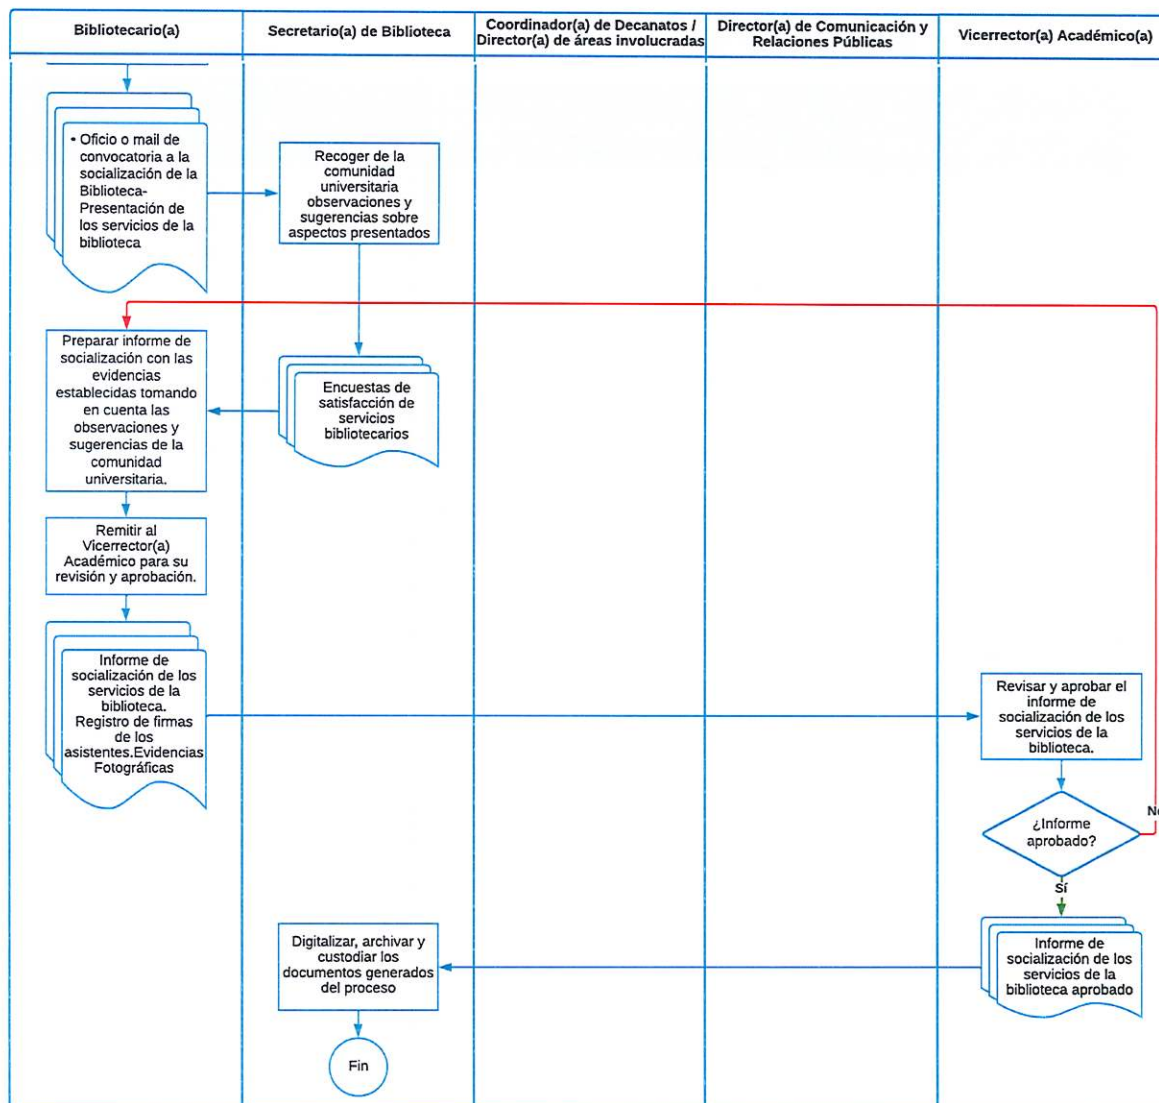 Bibliotecario(a)
Secretario(a) de Biblioteca
Coordinador(a) de Decanatos /
Director(a) de áreas involucradas
Director(a) de Comunicación y
Relaciones Públicas
Vicerrector(a) Académico(a)
• Oficio o mail de
convocatoria a la
socialización de la
Biblioteca-
Presentación de
los servicios de la
biblioteca
Recoger de la
comunidad
universitaria
observaciones y
sugerencias sobre
aspectos presentados
Preparar informe de
socialización con las
evidencias
establecidas tomando
en cuenta las
observaciones y
sugerencias de la
comunidad
universitaria.
Encuestas de
satisfacción de
servicios
bibliotecarios
Remitir al
Vicerrector(a)
Académico para su
revisión y aprobación.
Informe de
socialización de los
servicios de la
biblioteca.
Registro de firmas
de los
asistentes.Evidencias
Fotográficas
Revisar y aprobar el
informe de
socialización de los
servicios de la
biblioteca.
¿Informe
aprobado?
No
Sí
Informe de
socialización de los
servicios de la
biblioteca aprobado
Digitalizar, archivar y
custodiar los
documentos generados
del proceso
Fin